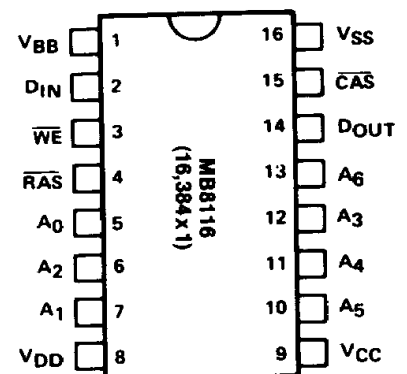 VBB 1 16 VSS
DIN 2 15 CAS
WE 3 14 DOUT
RAS 4 13 A6
A0 5 12 A3
A2 6 11 A4
A1 7 10 A5
VDD 8 9 VCC
MB8116
(16,384 x 1)